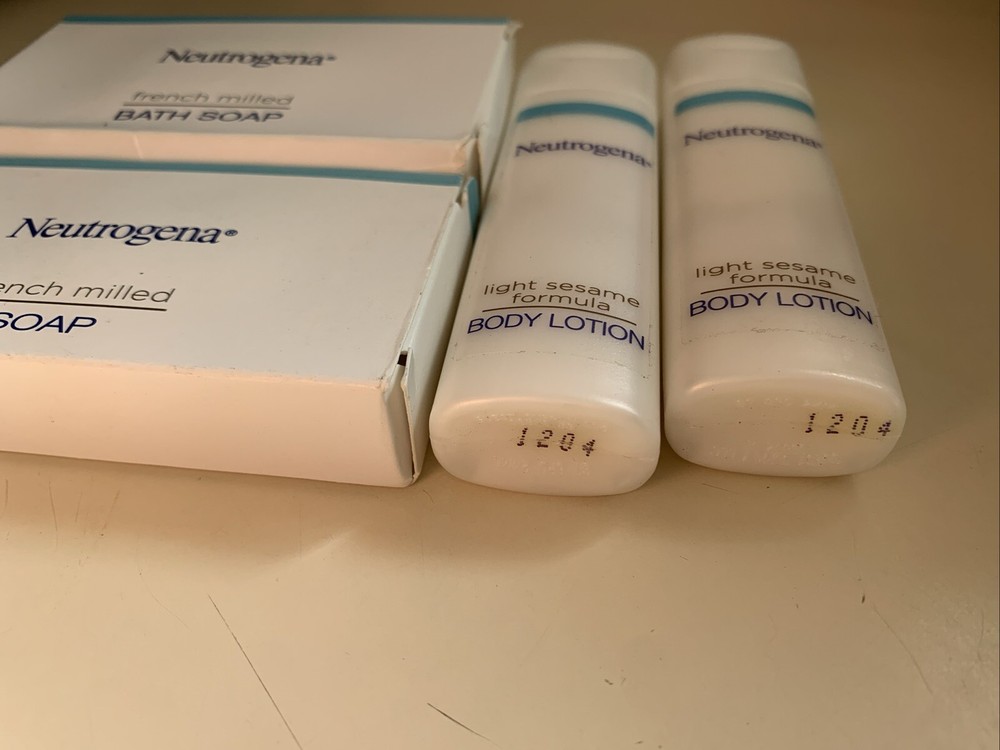 Neutrogena®
french milled
BATH SOAP
Neutrogena®
ench milled
SOAP
Neutrogena®
light sesame
formula
BODY LOTION
1204
Neutrogena®
light sesame
formula
BODY LOTION
1204